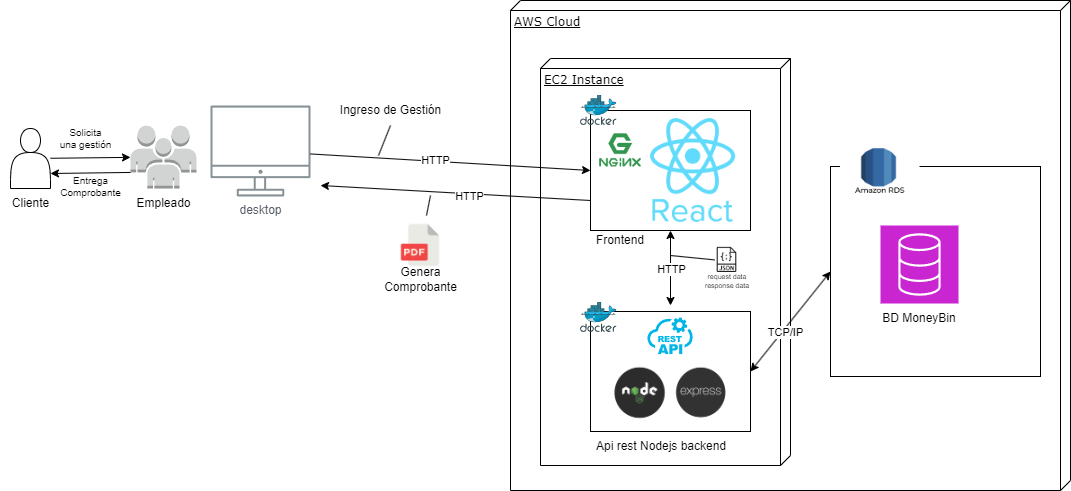 AWS Cloud
EC2 Instance
docker
NGINX
React
Frontend
Ingreso de Gestión
HTTP
HTTP
Solicita
una gestión
Entrega
Comprobante
Cliente
Empleado
desktop
PDF
Genera
Comprobante
HTTP
{;}
JSON
request data
response data
docker
REST
API
node
express
Api rest Nodejs backend
TCP/IP
Amazon RDS
BD MoneyBin